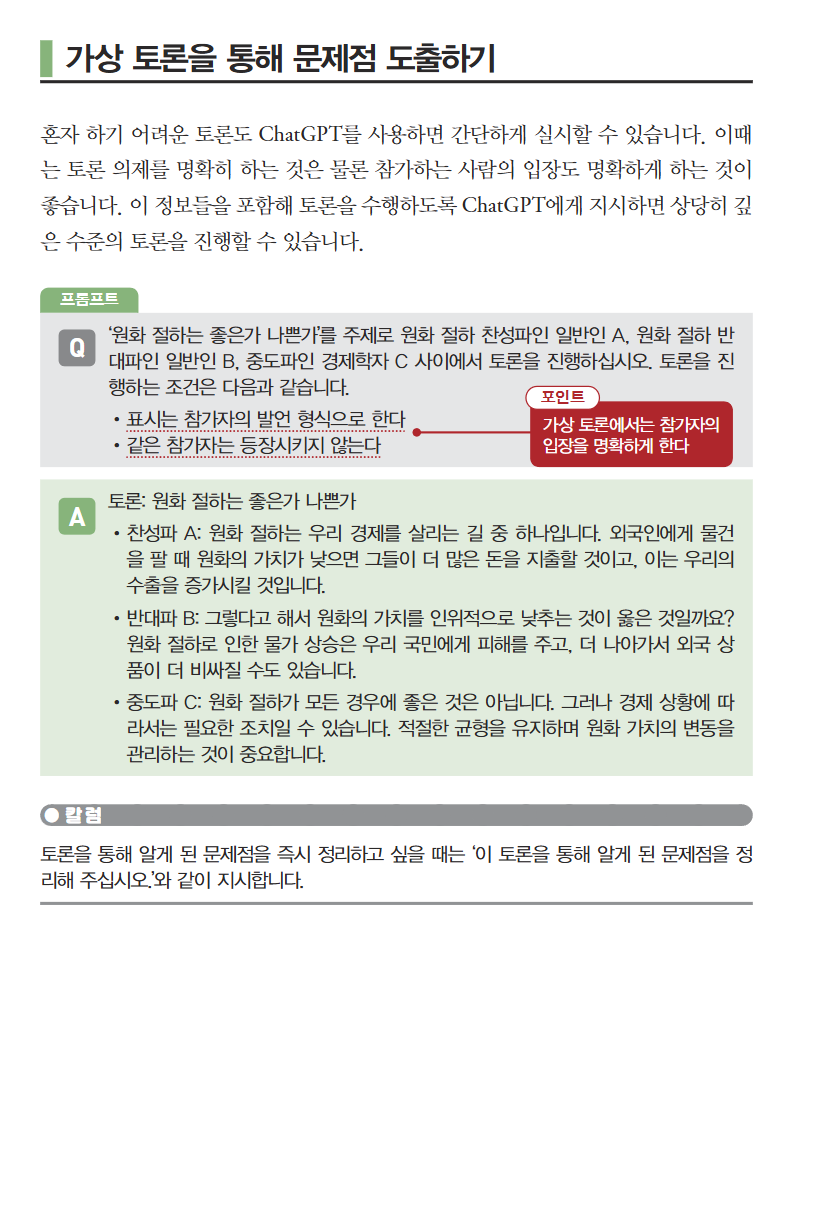 가상 토론을 통해 문제점 도출하기
혼자 하기 어려운 토론도 ChatGPT를 사용하면 간단하게 실시할 수 있습니다. 이때
는 토론 의제를 명확히 하는 것은 물론 참가하는 사람의 입장도 명확하게 하는 것이
좋습니다. 이 정보들을 포함해 토론을 수행하도록 ChatGPT에게 지시하면 상당히 깊
은 수준의 토론을 진행할 수 있습니다.
프롬프트
Q
‘원화 절하는 좋은가 나쁜가’를 주제로 원화 절하 찬성파인 일반인 A, 원화 절하 반
대파인 일반인 B, 중도파인 경제학자 C 사이에서 토론을 진행하십시오. 토론을 진
행하는 조건은 다음과 같습니다.
• 표시는 참가자의 발언 형식으로 한다
• 같은 참가자는 등장시키지 않는다
포인트
가상 토론에서는 참가자의
입장을 명확하게 한다
A
토론: 원화 절하는 좋은가 나쁜가
• 찬성파 A: 원화 절하는 우리 경제를 살리는 길 중 하나입니다. 외국인에게 물건
을 팔 때 원화의 가치가 낮으면 그들이 더 많은 돈을 지출할 것이고, 이는 우리의
수출을 증가시킬 것입니다.
• 반대파 B: 그렇다고 해서 원화의 가치를 인위적으로 낮추는 것이 옳은 것일까요?
원화 절하로 인한 물가 상승은 우리 국민에게 피해를 주고, 더 나아가서 외국 상
품이 더 비싸질 수도 있습니다.
• 중도파 C: 원화 절하가 모든 경우에 좋은 것은 아닙니다. 그러나 경제 상황에 따
라서는 필요한 조치일 수 있습니다. 적절한 균형을 유지하며 원화 가치의 변동을
관리하는 것이 중요합니다.
● 칼럼
토론을 통해 알게 된 문제점을 즉시 정리하고 싶을 때는 ‘이 토론을 통해 알게 된 문제점을 정
리해 주십시오.’와 같이 지시합니다.